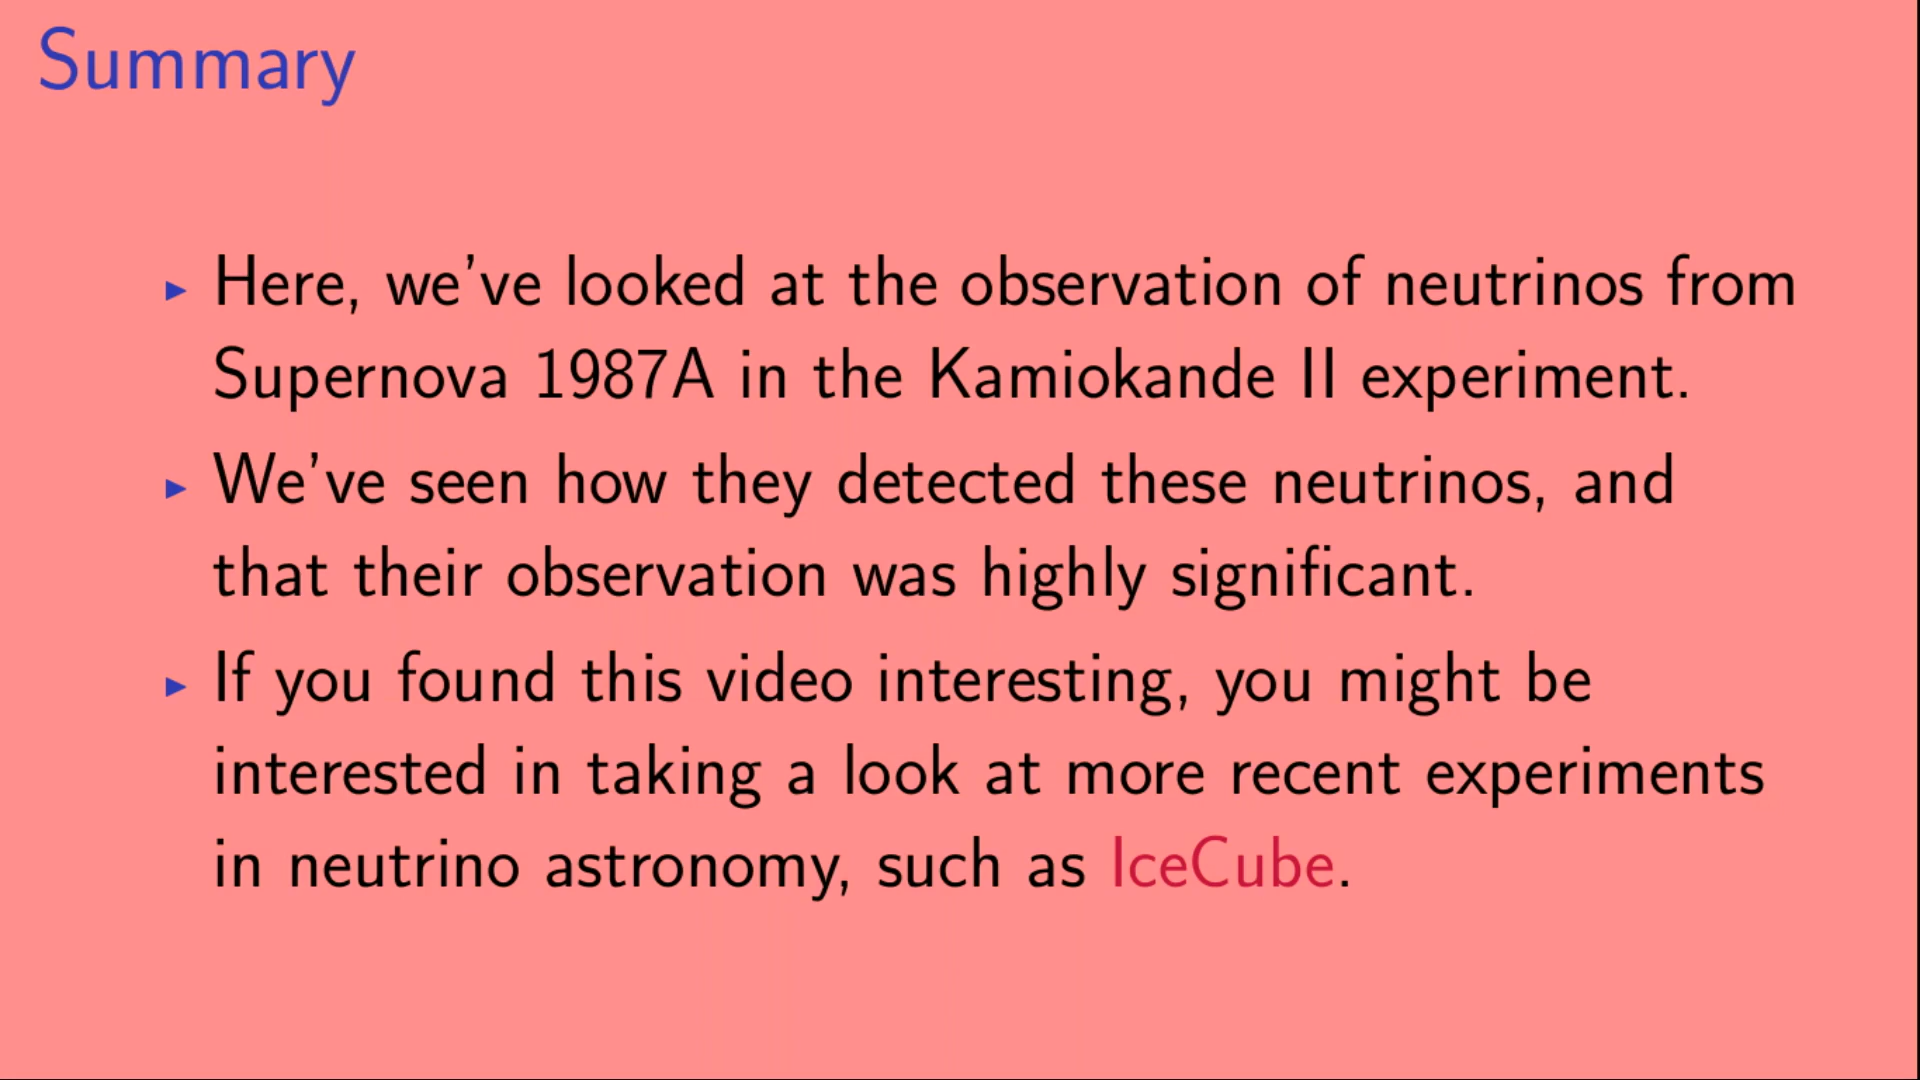 Summary
▸ Here, we've looked at the observation of neutrinos from
Supernova 1987A in the Kamiokande II experiment.
▸ We've seen how they detected these neutrinos, and
that their observation was highly significant.
▸ If you found this video interesting, you might be
interested in taking a look at more recent experiments
in neutrino astronomy, such as IceCube.